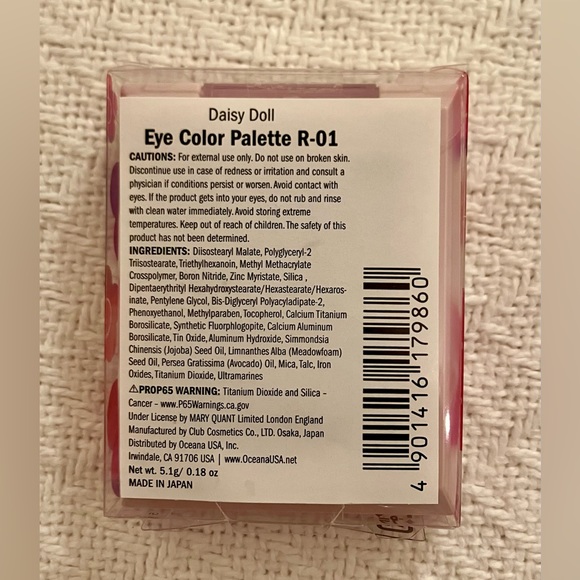 Daisy Doll
Eye Color Palette R-01
CAUTIONS: For external use only. Do not use on broken skin.
Discontinue use in case of redness or irritation and consult a
physician if conditions persist or worsen. Avoid contact with
eyes. If the product gets into your eyes, do not rub and rinse
with clean water immediately. Avoid storing extreme
temperatures. Keep out of reach of children. The safety of this
product has not been determined.
INGREDIENTS: Diisostearyl Malate, Polyglyceryl-2
Triisostearate, Triethylhexanoin, Methyl Methacrylate
Crosspolymer, Boron Nitride, Zinc Myristate, Silica ,
Dipentaerythrityl Hexahydroxystearate/Hexastearate/Hexaros-
inate, Pentylene Glycol, Bis-Diglyceryl Polyacyladipate-2,
Phenoxyethanol, Methylparaben, Tocopherol, Calcium Titanium
Borosilicate, Synthetic Fluorphlogopite, Calcium Aluminum
Borosilicate, Tin Oxide, Aluminum Hydroxide, Simmondsia
Chinensis (Jojoba) Seed Oil, Limnanthes Alba (Meadowfoam)
Seed Oil, Persea Gratissima (Avocado) Oil, Mica, Talc, Iron
Oxides, Titanium Dioxide, Ultramarines
⚠PROP65 WARNING: Titanium Dioxide and Silica –
Cancer – www.P65Warnings.ca.gov
Under License by MARY QUANT Limited London England
Manufactured by Club Cosmetics Co., LTD. Osaka, Japan
Distributed by Oceana USA, Inc.
Irwindale, CA 91706 USA | www.OceanaUSA.net
Net wt. 5.1g/ 0.18 oz
MADE IN JAPAN
4 901416 179860